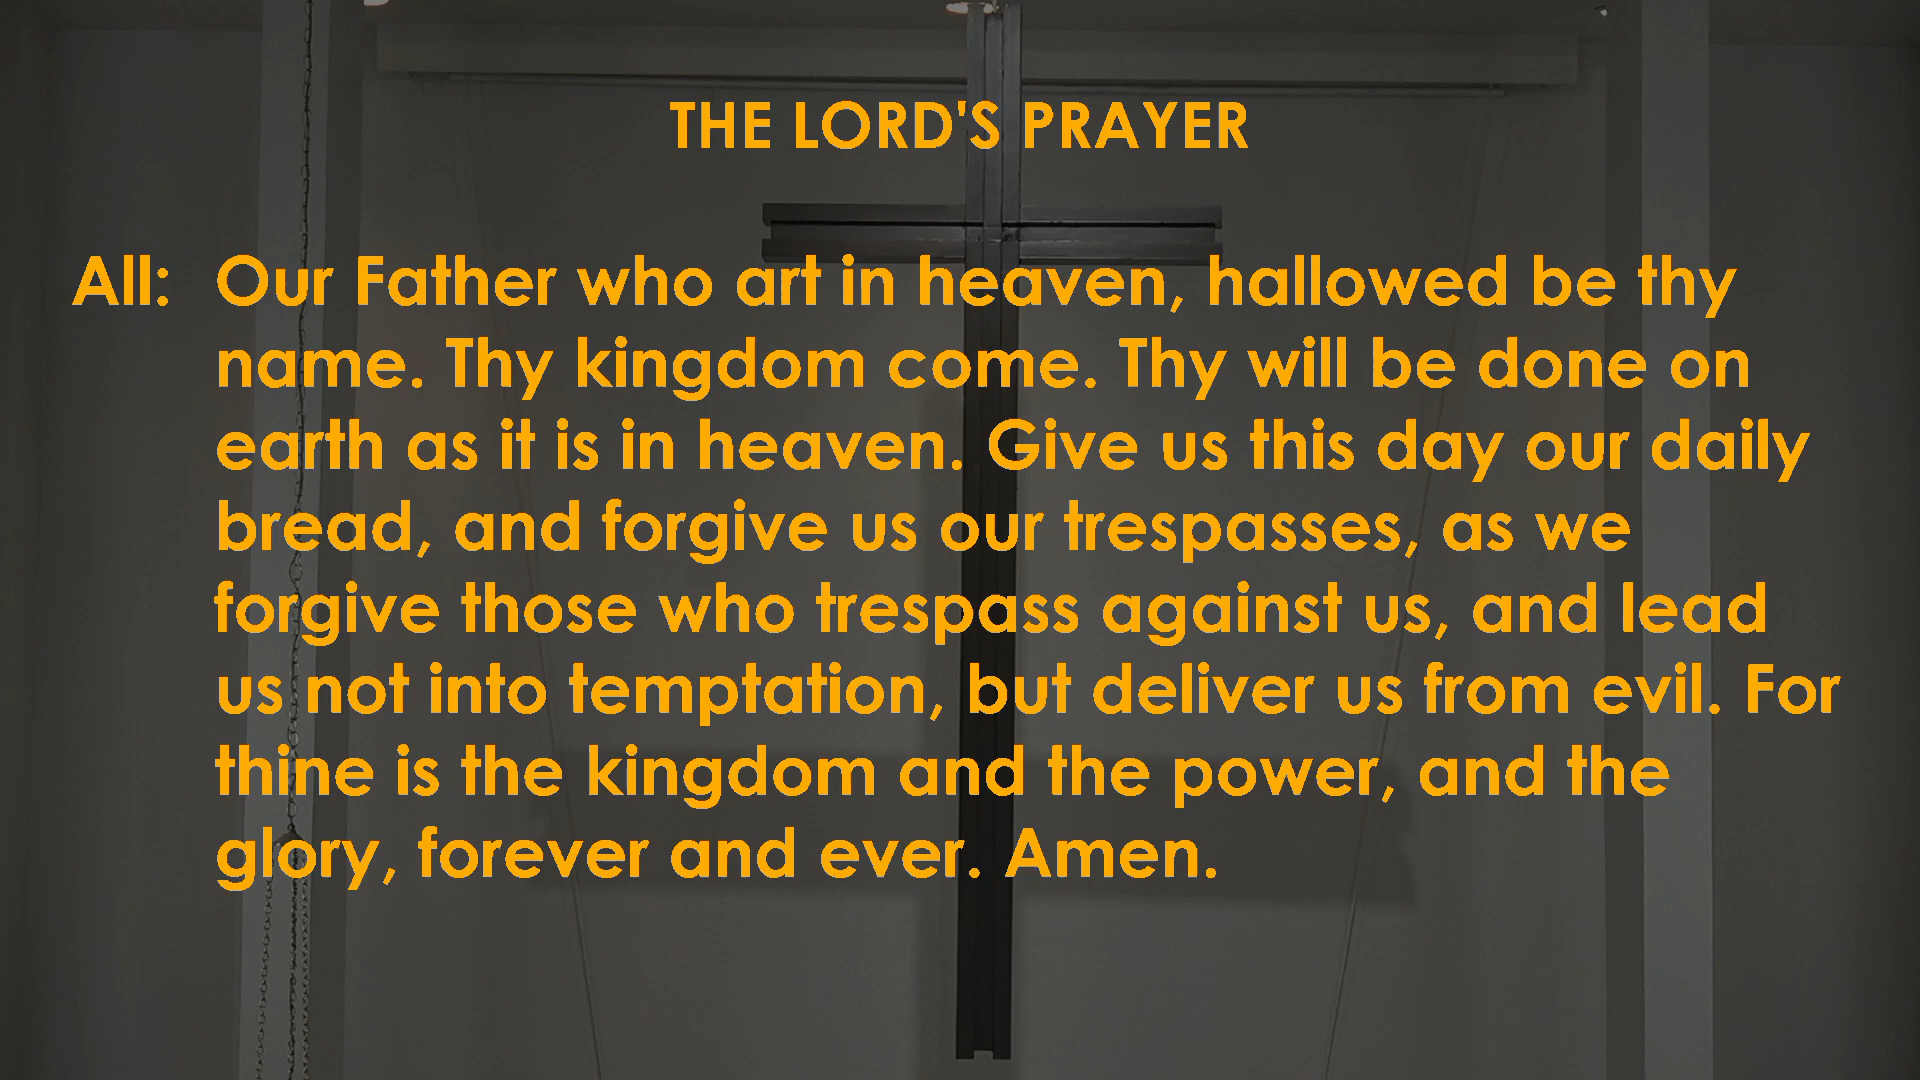 THE LORD'S PRAYER
All: Our Father who art in heaven, hallowed be thy
name. Thy kingdom come. Thy will be done on
earth as it is in heaven. Give us this day our daily
bread, and forgive us our trespasses, as we
forgive those who trespass against us, and lead
us not into temptation, but deliver us from evil. For
thine is the kingdom and the power, and the
glory, forever and ever. Amen.